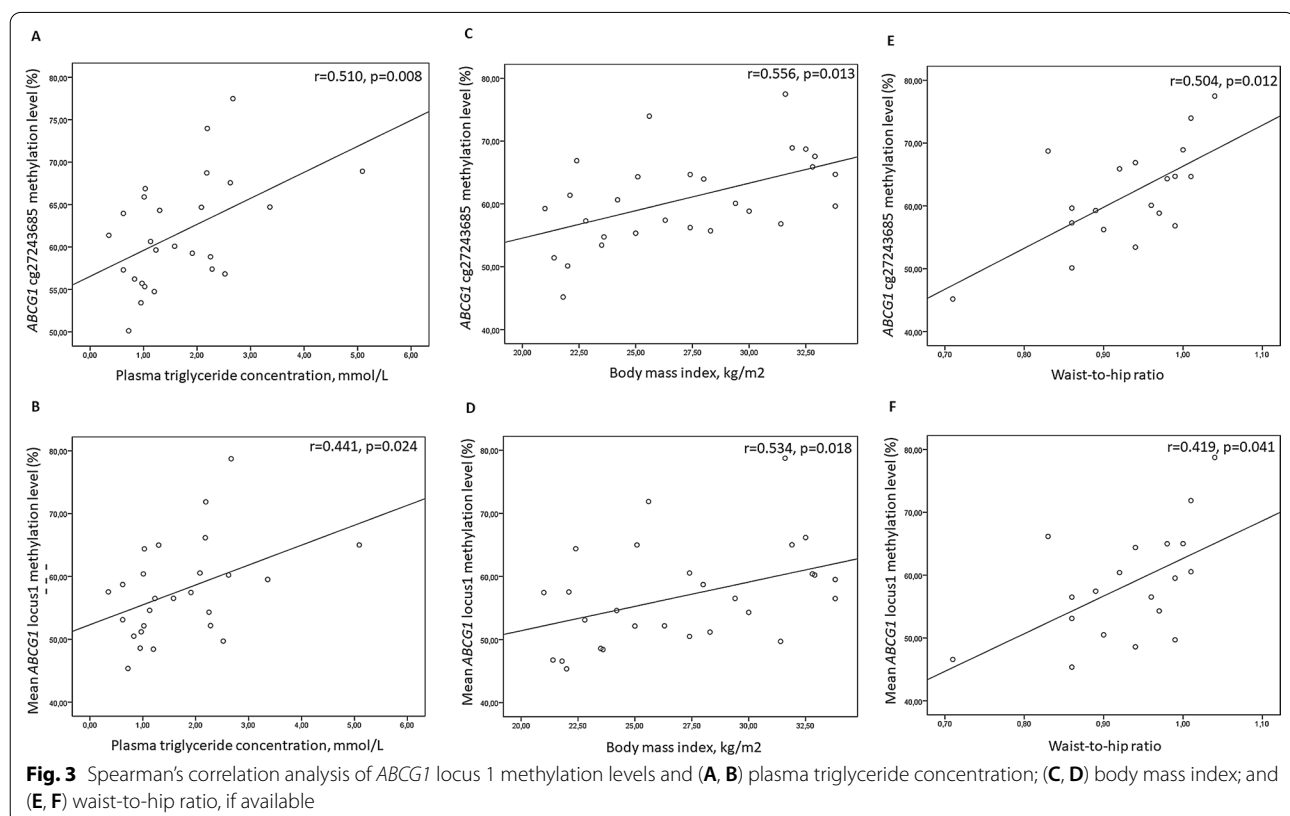 A
r=0.510, p=0.008
ABCG1 cg27243685 methylation level (%)
80,00
75,00
70,00
65,00
60,00
55,00
50,00
0,00 1,00 2,00 3,00 4,00 5,00 6,00
Plasma triglyceride concentration, mmol/L
C
r=0.556, p=0.013
ABCG1 cg27243685 methylation level (%)
80,00
70,00
60,00
50,00
40,00
20,00 22,50 25,00 27,50 30,00 32,50
Body mass index, kg/m2
E
r=0.504, p=0.012
ABCG1 cg27243685 methylation level (%)
80,00
70,00
60,00
50,00
40,00
0,70 0,80 0,90 1,00 1,10
Waist-to-hip ratio
B
r=0.441, p=0.024
Mean ABCG1 locus1 methylation level (%)
80,00
70,00
60,00
50,00
40,00
0,00 1,00 2,00 3,00 4,00 5,00 6,00
Plasma triglyceride concentration, mmol/L
D
r=0.534, p=0.018
Mean ABCG1 locus1 methylation level (%)
80,00
70,00
60,00
50,00
40,00
20,00 22,50 25,00 27,50 30,00 32,50
Body mass index, kg/m2
F
r=0.419, p=0.041
Mean ABCG1 locus1 methylation level (%)
80,00
70,00
60,00
50,00
40,00
0,70 0,80 0,90 1,00 1,10
Waist-to-hip ratio
Fig. 3 Spearman's correlation analysis of ABCG1 locus 1 methylation levels and (A, B) plasma triglyceride concentration; (C, D) body mass index; and
(E, F) waist-to-hip ratio, if available